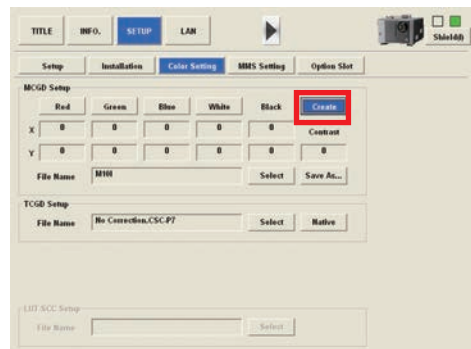 TITLE INFO. SETUP LAN Shield(J)
Setup Installation Color Setting MMS Setting Option Slot
MCGD Setup
Red Green Blue White Black Create
X 0 0 0 0 0 Contrast
Y 0 0 0 0 0 0
File Name M100 Select Save As...
TCGD Setup
File Name No Correction.CSC-P7 Select Native
LUT SCC Setup
File Name Select